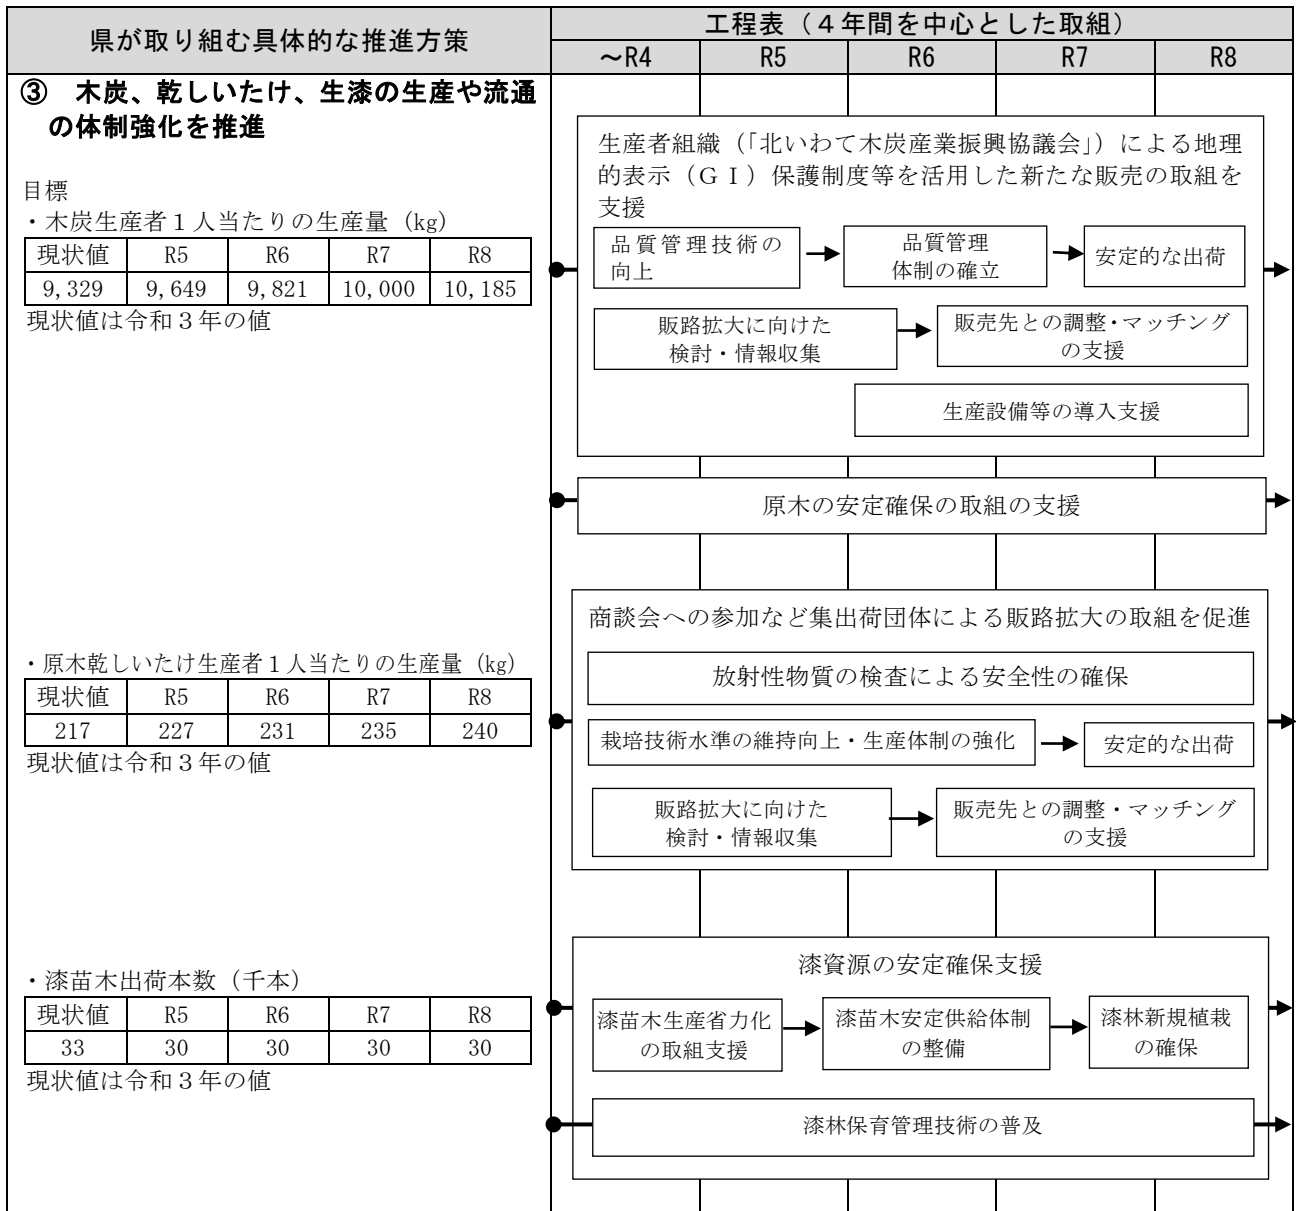 県が取り組む具体的な推進方策
工程表（４年間を中心とした取組）
～R4 R5 R6 R7 R8
③　木炭、乾しいたけ、生漆の生産や流通
の体制強化を推進
目標
・木炭生産者１人当たりの生産量（kg）
現状値 R5 R6 R7 R8
9,329 9,649 9,821 10,000 10,185
現状値は令和３年の値
生産者組織（「北いわて木炭産業振興協議会」）による地理
的表示（ＧＩ）保護制度等を活用した新たな販売の取組を
支援
品質管理技術の
向上
品質管理
体制の確立
安定的な出荷
販路拡大に向けた
検討・情報収集
販売先との調整・マッチング
の支援
生産設備等の導入支援
原木の安定確保の取組の支援
・原木乾しいたけ生産者１人当たりの生産量（kg）
現状値 R5 R6 R7 R8
217 227 231 235 240
現状値は令和３年の値
商談会への参加など集出荷団体による販路拡大の取組を促進
放射性物質の検査による安全性の確保
栽培技術水準の維持向上・生産体制の強化
安定的な出荷
販路拡大に向けた
検討・情報収集
販売先との調整・マッチング
の支援
・漆苗木出荷本数（千本）
現状値 R5 R6 R7 R8
33 30 30 30 30
現状値は令和３年の値
漆資源の安定確保支援
漆苗木生産省力化
の取組支援
漆苗木安定供給体制
の整備
漆林新規植栽
の確保
漆林保育管理技術の普及